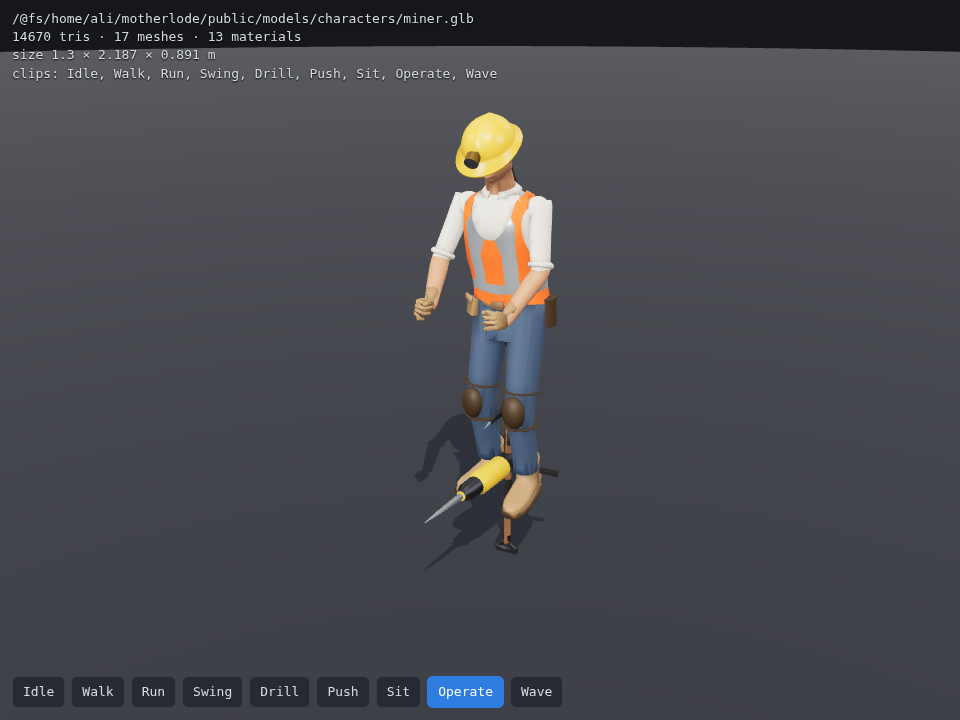 /@fs/home/ali/motherlode/public/models/characters/miner.glb
14670 tris · 17 meshes · 13 materials
size 1.3 × 2.187 × 0.891 m
clips: Idle, Walk, Run, Swing, Drill, Push, Sit, Operate, Wave
Idle Walk Run Swing Drill Push Sit Operate Wave